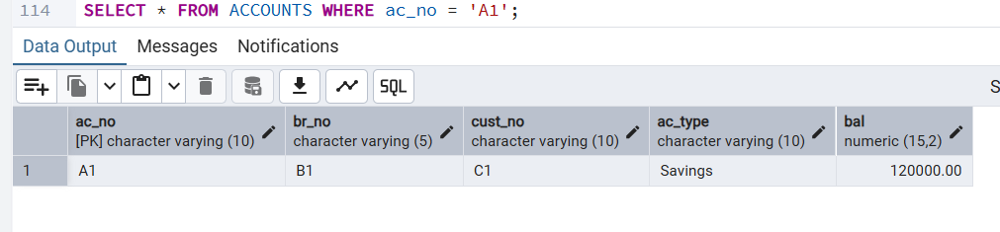 114 SELECT * FROM ACCOUNTS WHERE ac_no = 'A1';
Data Output Messages Notifications
SQL S
ac_no br_no cust_no ac_type bal
[PK] character varying (10) character varying (5) character varying (10) character varying (10) numeric (15,2)
1 A1 B1 C1 Savings 120000.00